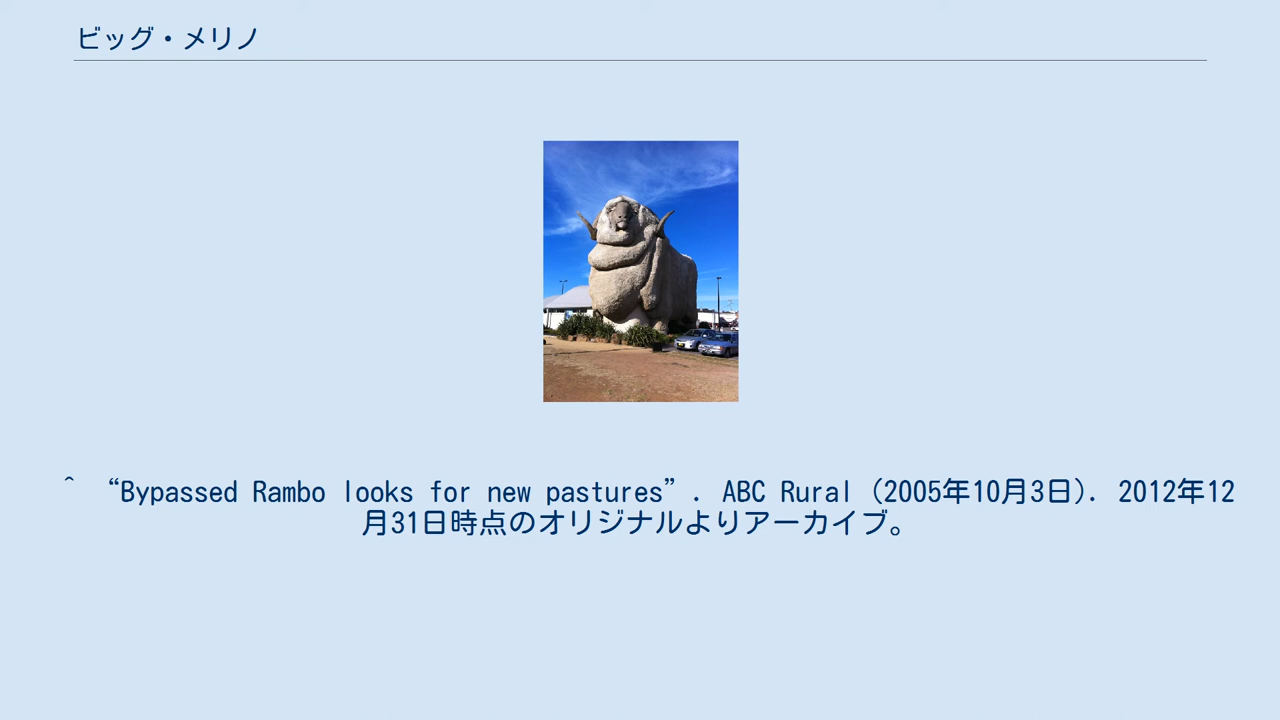 ビッグ・メリノ
^ “Bypassed Rambo looks for new pastures”. ABC Rural (2005年10月3日). 2012年12
月31日時点のオリジナルよりアーカイブ。